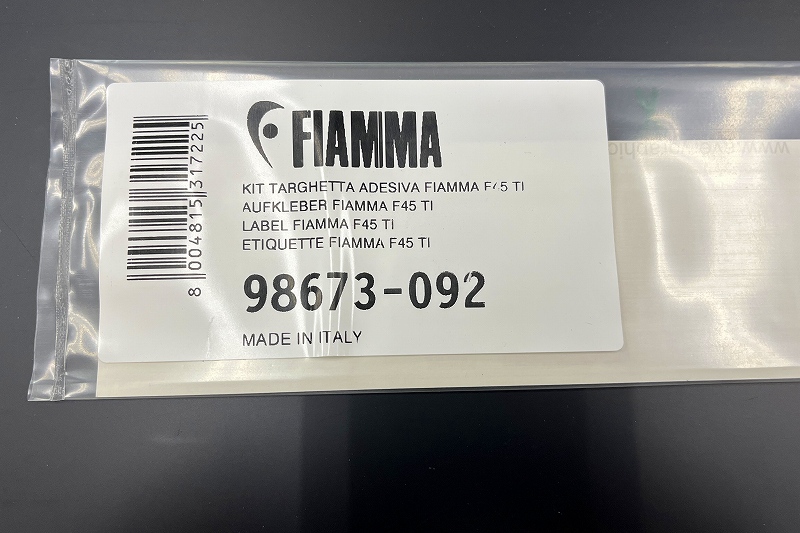 FIAMMA
KIT TARGHETTA ADESIVA FIAMMA F45 TI
AUFKLEBER FIAMMA F45 TI
LABEL FIAMMA F45 TI
ETIQUETTE FIAMMA F45 TI
98673-092
MADE IN ITALY
8 004815 317225